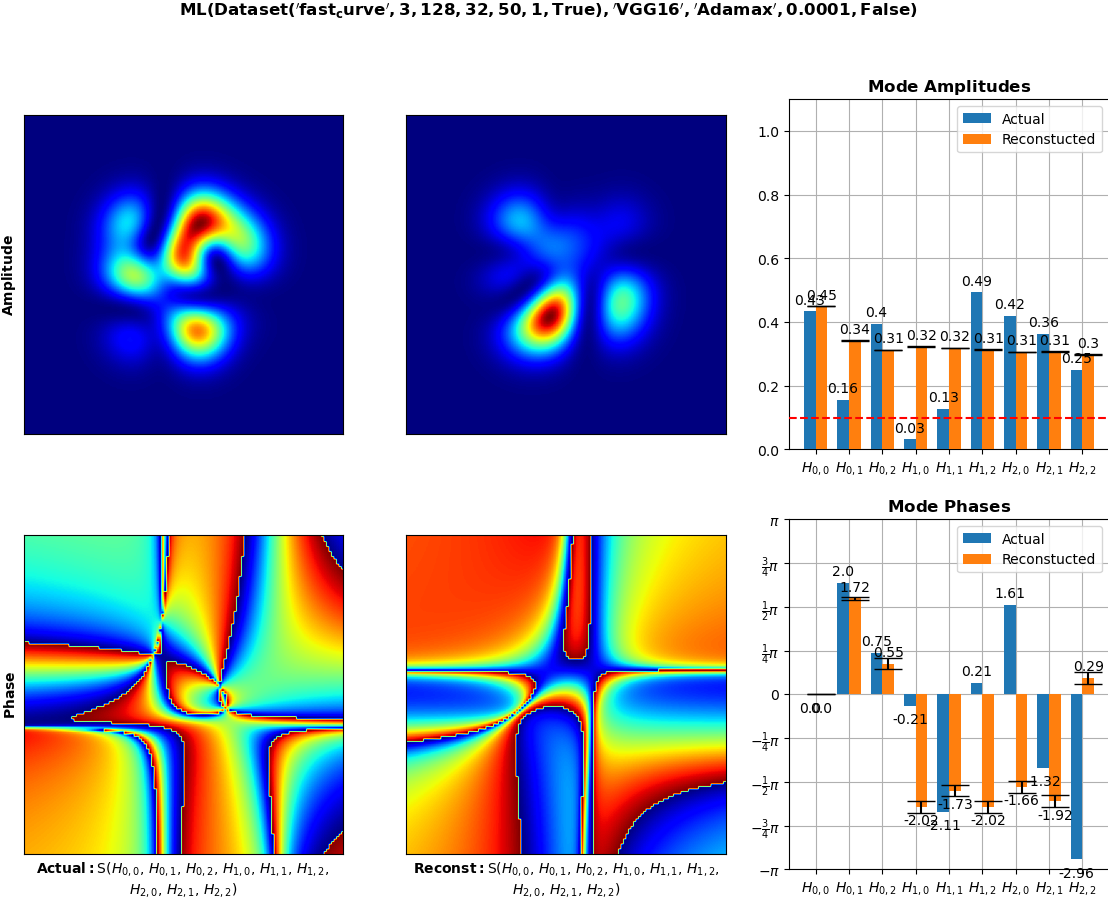 ML(Dataset('fast_curve', 3, 128, 32, 50, 1, True), 'VGG16', 'Adamax', 0.0001, False)
Amplitude
Mode Amplitudes
Actual
Reconstucted
1.0
0.8
0.6
0.4
0.2
0.0
0.43
0.45
0.16
0.34
0.4
0.31
0.03
0.32
0.13
0.32
0.49
0.31
0.42
0.31
0.36
0.31
0.25
0.3
H0,0 H0,1 H0,2 H1,0 H1,1 H1,2 H2,0 H2,1 H2,2
Phase
Actual: S(H0,0, H0,1, H0,2, H1,0, H1,1, H1,2,
H2,0, H2,1, H2,2)
Reconst: S(H0,0, H0,1, H0,2, H1,0, H1,1, H1,2,
H2,0, H2,1, H2,2)
Mode Phases
Actual
Reconstucted
π
3/4π
1/2π
1/4π
0
−1/4π
−1/2π
−3/4π
−π
0.0
0.0
2.0
1.72
0.75
0.55
-0.21
-2.02
-2.11
-1.73
0.21
-2.02
1.61
-1.66
-1.32
-1.92
-2.96
0.29
H0,0 H0,1 H0,2 H1,0 H1,1 H1,2 H2,0 H2,1 H2,2